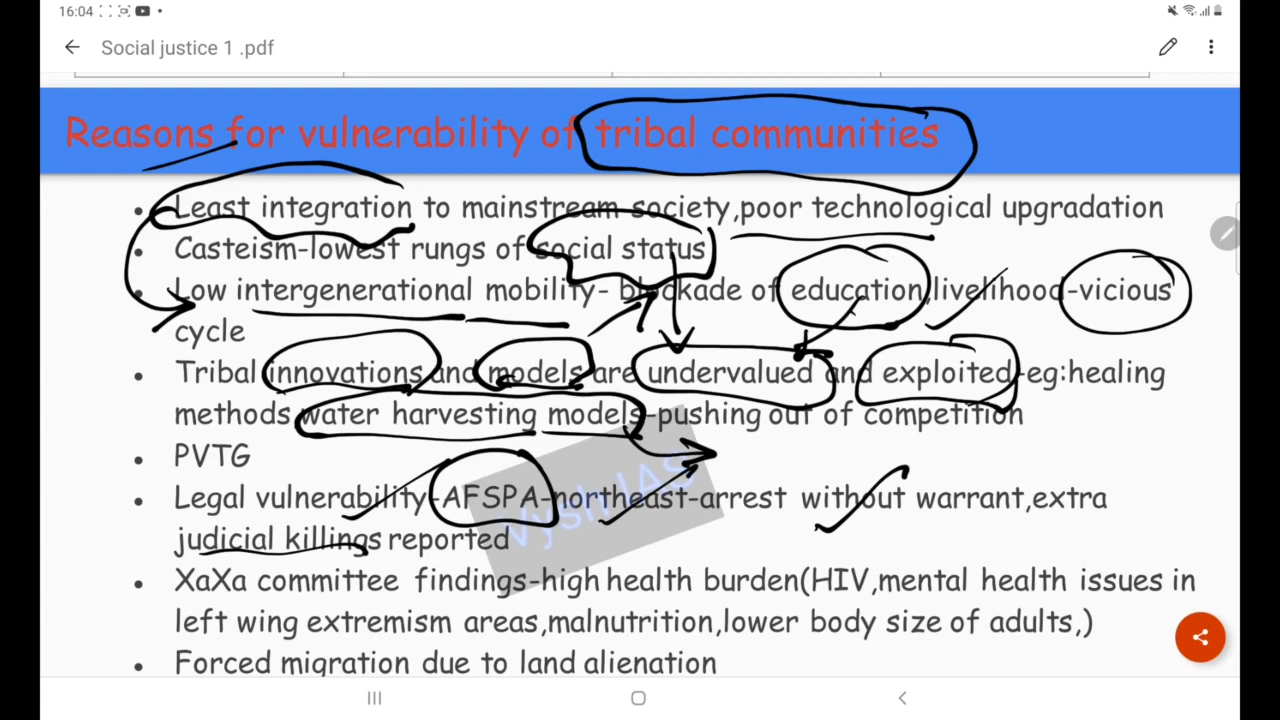 16:04
Social justice 1 .pdf
Reasons for vulnerability of tribal communities
• Least integration to mainstream society,poor technological upgradation
• Casteism-lowest rungs of social status
• Low intergenerational mobility- blockade of education,livelihood-vicious
cycle
• Tribal innovations and models are undervalued and exploited-eg:healing
methods water harvesting models-pushing out of competition
• PVTG
• Legal vulnerability-AFSPA-northeast-arrest without warrant,extra
judicial killings reported
Vysh IAS
• XaXa committee findings-high health burden(HIV,mental health issues in
left wing extremism areas,malnutrition,lower body size of adults,)
• Forced migration due to land alienation